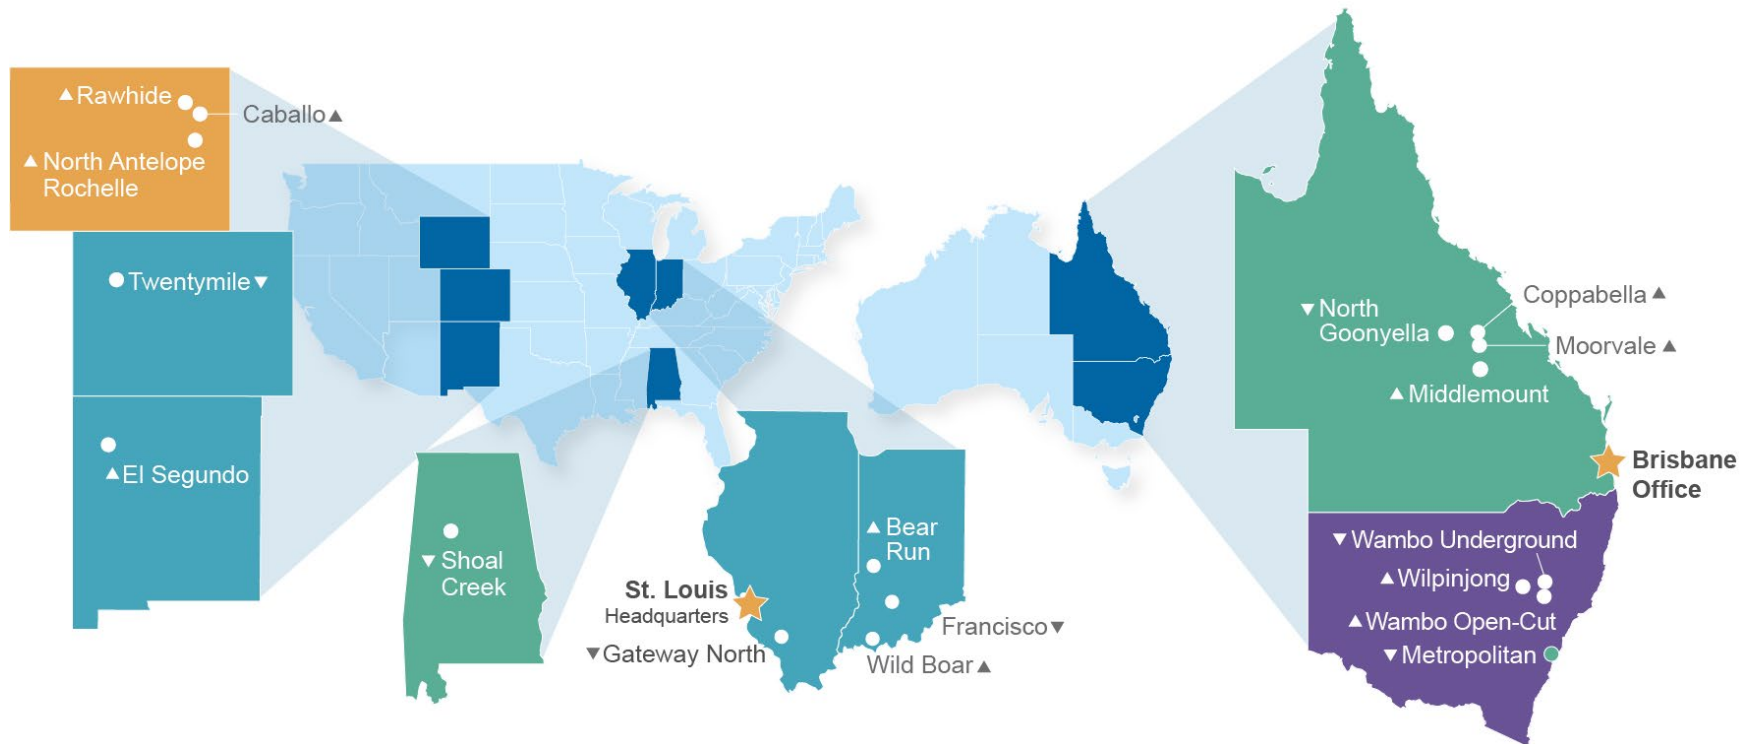 ▲ Rawhide
Caballo ▲
▲ North Antelope
Rochelle
Twentymile ▼
▲ El Segundo
▼ Shoal
Creek
St. Louis
Headquarters
▼ Gateway North
▲ Bear
Run
Francisco ▼
Wild Boar ▲
▼ North
Goonyella
Coppabella ▲
Moorvale ▲
▲ Middlemount
Brisbane
Office
▼ Wambo Underground
▲ Wilpinjong
▲ Wambo Open-Cut
▼ Metropolitan